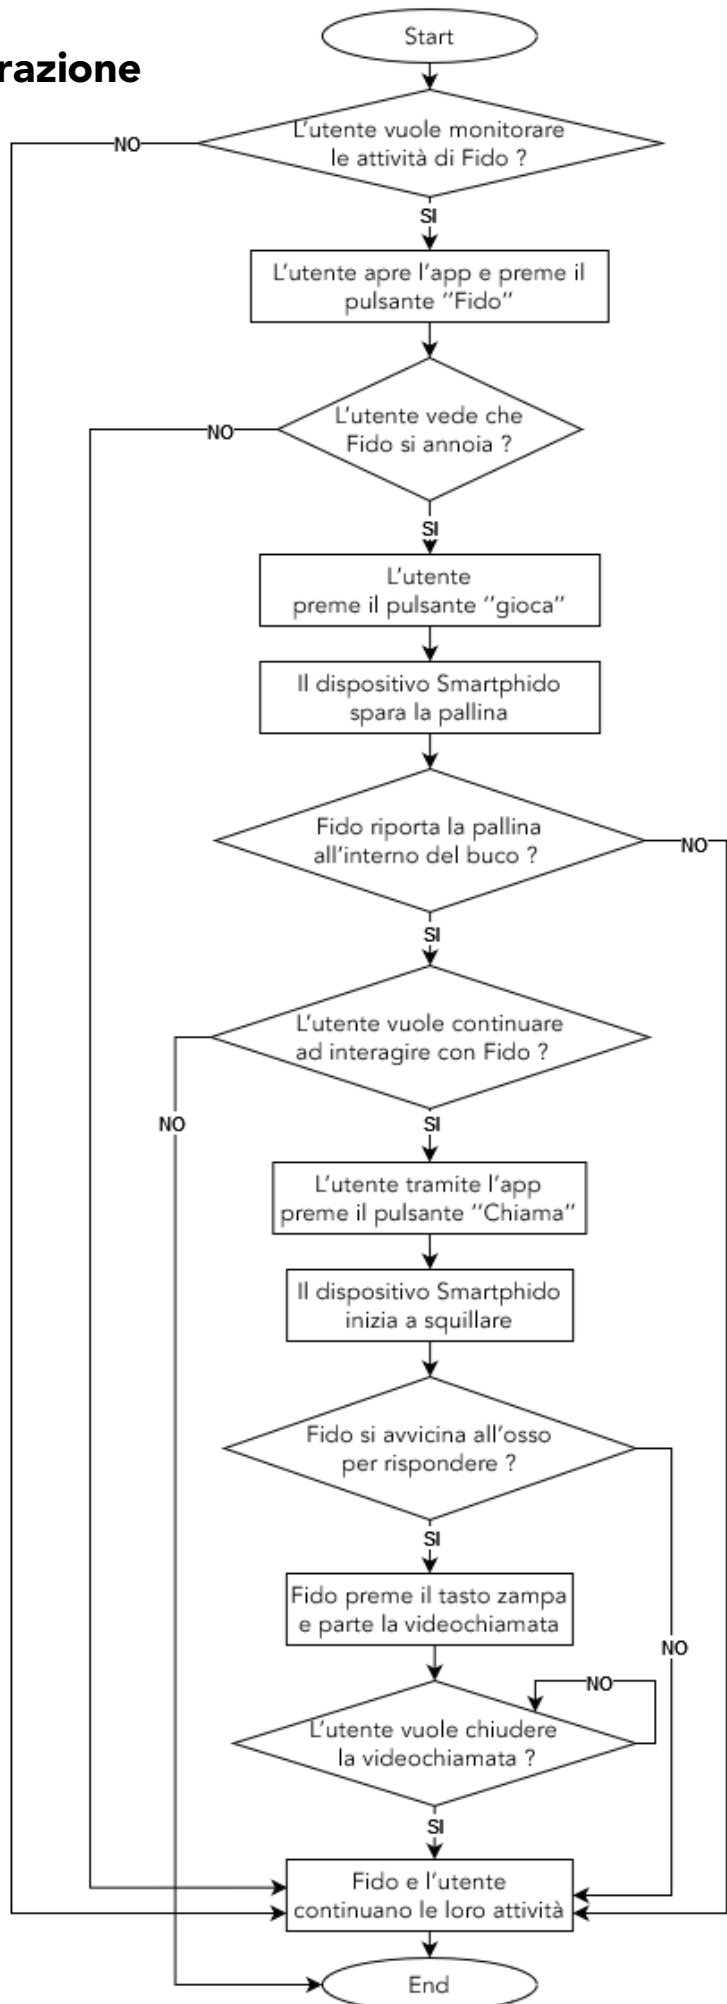 Start
razione
L'utente vuole monitorare
le attività di Fido ?
NO
SI
L'utente apre l'app e preme il
pulsante "Fido"
L'utente vede che
Fido si annoia ?
NO
SI
L'utente
preme il pulsante "gioca"
Il dispositivo Smartphido
spara la pallina
Fido riporta la pallina
all'interno del buco ?
NO
SI
L'utente vuole continuare
ad interagire con Fido ?
NO
SI
L'utente tramite l'app
preme il pulsante "Chiama"
Il dispositivo Smartphido
inizia a squillare
Fido si avvicina all'osso
per rispondere ?
SI
Fido preme il tasto zampa
e parte la videochiamata
NO
NO
L'utente vuole chiudere
la videochiamata ?
SI
Fido e l'utente
continuano le loro attività
End